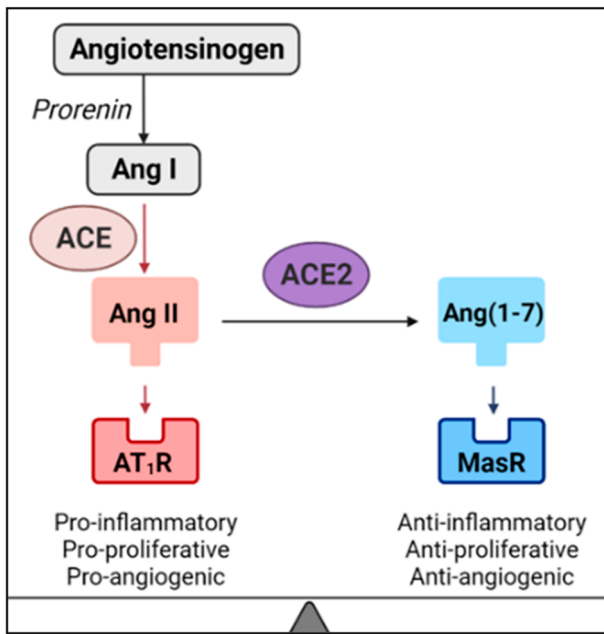 Angiotensinogen
Prorenin
Ang I
ACE
ACE2
Ang II
Ang(1-7)
AT₁R
MasR
Pro-inflammatory
Pro-proliferative
Pro-angiogenic
Anti-inflammatory
Anti-proliferative
Anti-angiogenic